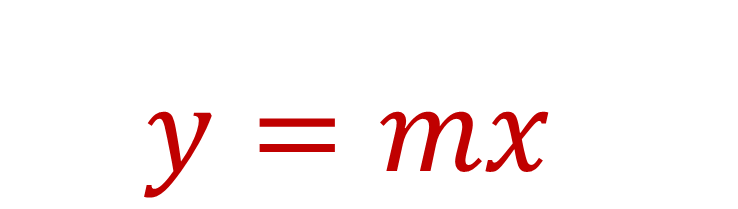 y = mx